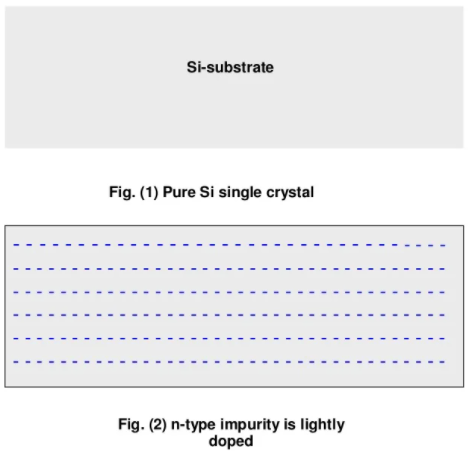 Si-substrate
Fig. (1) Pure Si single crystal
Fig. (2) n-type impurity is lightly
doped